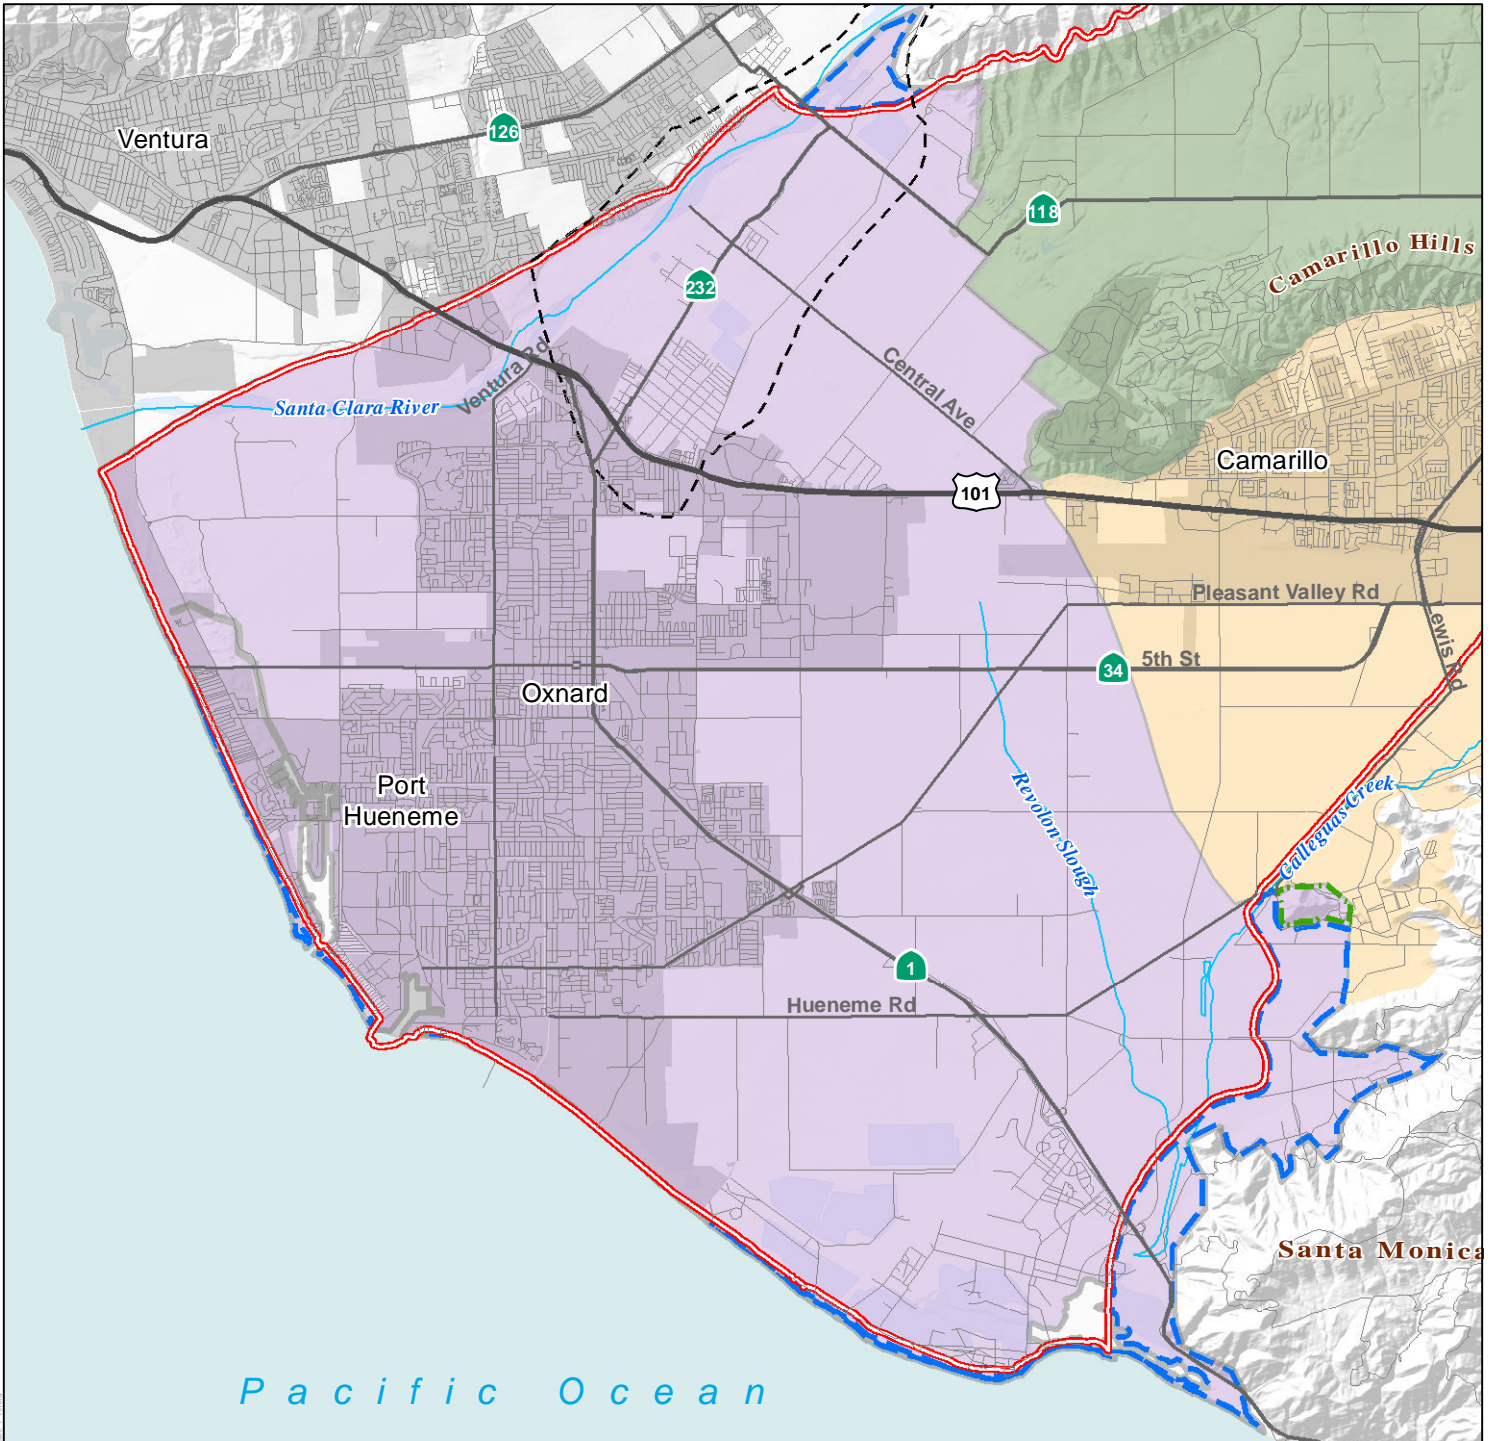 Ventura
126
118
Camarillo Hills
232
Ventura Rd
Central Ave
Santa Clara River
Camarillo
101
Pleasant Valley Rd
Lewis Rd
5th St
34
Oxnard
Port
Hueneme
Revolon Slough
Calleguas Creek
1
Hueneme Rd
Santa Monica
Pacific Ocean